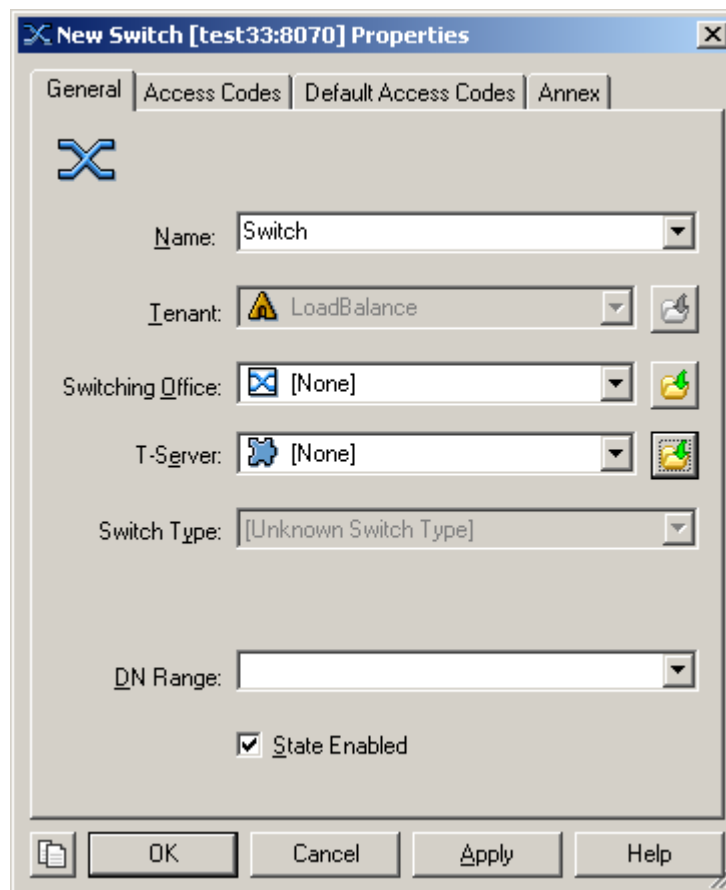 New Switch [test33:8070] Properties
General Access Codes Default Access Codes Annex
Name: Switch
Tenant: LoadBalance
Switching Office: [None]
T-Server: [None]
Switch Type: [Unknown Switch Type]
DN Range:
State Enabled
OK Cancel Apply Help